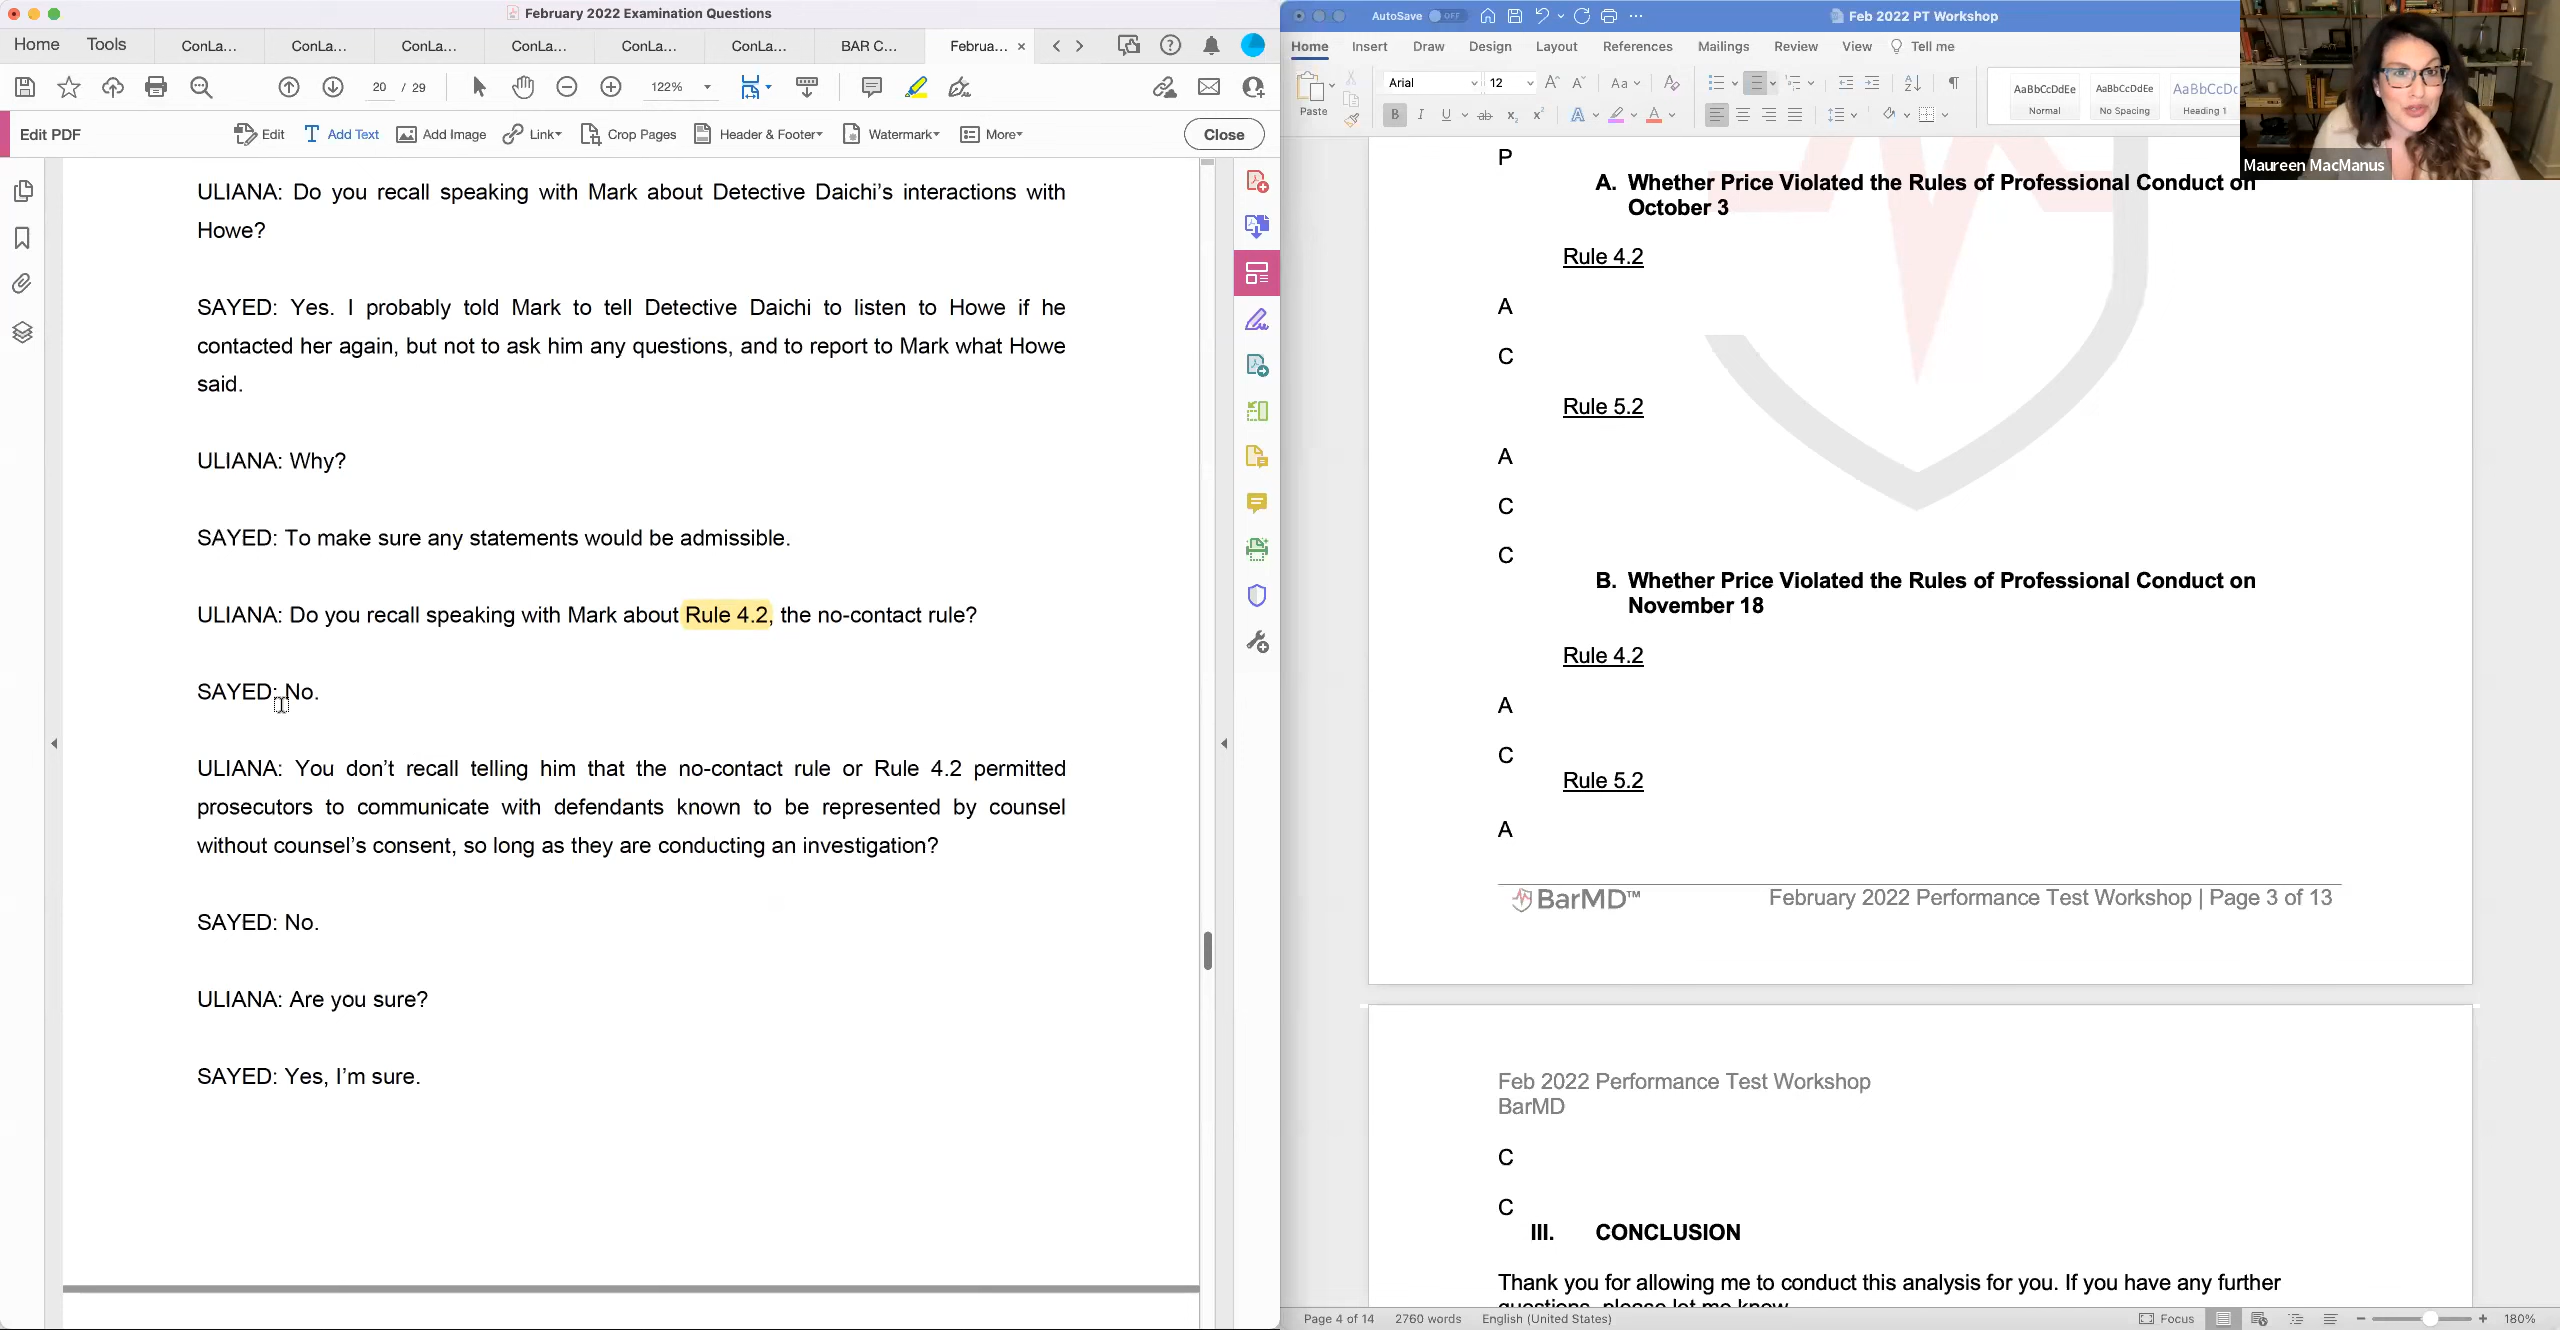 February 2022 Examination Questions
Home
Tools
ConLa...
ConLa...
ConLa...
ConLa...
ConLa...
ConLa...
BAR C...
Februa...
20 / 29
122%
Edit PDF
Edit
Add Text
Add Image
Link
Crop Pages
Header & Footer
Watermark
More
Close
ULIANA: Do you recall speaking with Mark about Detective Daichi's interactions with
Howe?
SAYED: Yes. I probably told Mark to tell Detective Daichi to listen to Howe if he
contacted her again, but not to ask him any questions, and to report to Mark what Howe
said.
ULIANA: Why?
SAYED: To make sure any statements would be admissible.
ULIANA: Do you recall speaking with Mark about Rule 4.2, the no-contact rule?
SAYED: No.
ULIANA: You don't recall telling him that the no-contact rule or Rule 4.2 permitted
prosecutors to communicate with defendants known to be represented by counsel
without counsel's consent, so long as they are conducting an investigation?
SAYED: No.
ULIANA: Are you sure?
SAYED: Yes, I'm sure.
AutoSave OFF
Feb 2022 PT Workshop
Home
Insert
Draw
Design
Layout
References
Mailings
Review
View
Tell me
Paste
Arial
12
AaBbCcDdEe
Normal
AaBbCcDdEe
No Spacing
AaBbCcDc
Heading 1
Maureen MacManus
P
A. Whether Price Violated the Rules of Professional Conduct on
October 3
Rule 4.2
A
C
Rule 5.2
A
C
C
B. Whether Price Violated the Rules of Professional Conduct on
November 18
Rule 4.2
A
C
Rule 5.2
A
BarMD™
February 2022 Performance Test Workshop | Page 3 of 13
Feb 2022 Performance Test Workshop
BarMD
C
C
III. CONCLUSION
Thank you for allowing me to conduct this analysis for you. If you have any further
questions, please let me know
Page 4 of 14
2760 words
English (United States)
Focus
180%